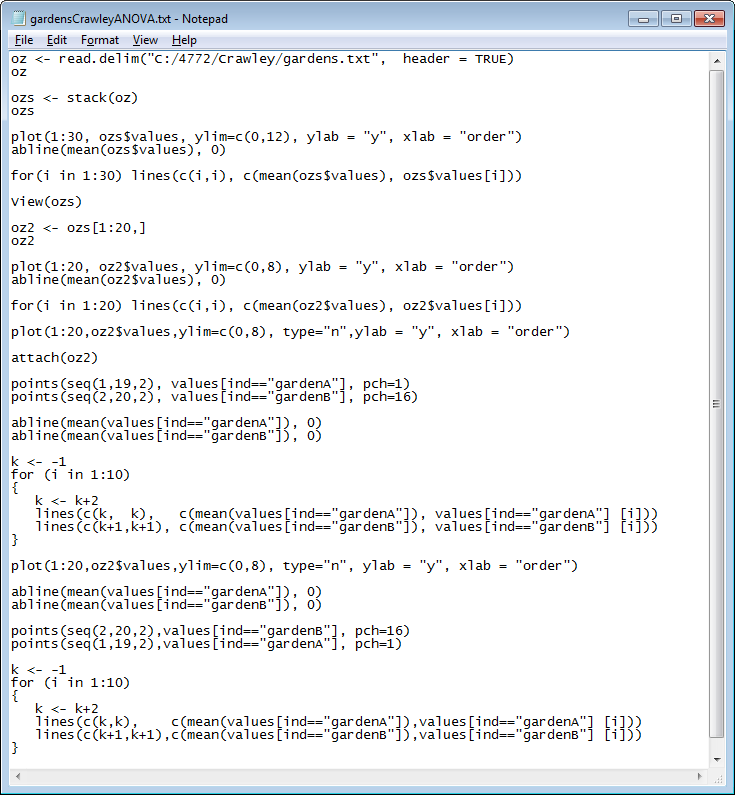 gardensCrawleyANOVA.txt - Notepad
File Edit Format View Help
oz <- read.delim("C:/4772/Crawley/gardens.txt",  header = TRUE)
oz

ozs <- stack(oz)
ozs

plot(1:30, ozs$values, ylim=c(0,12), ylab = "y", xlab = "order")
abline(mean(ozs$values), 0)

for(i in 1:30) lines(c(i,i), c(mean(ozs$values), ozs$values[i]))

View(ozs)

oz2 <- ozs[1:20,]
oz2

plot(1:20, oz2$values, ylim=c(0,8), ylab = "y", xlab = "order")
abline(mean(oz2$values), 0)

for(i in 1:20) lines(c(i,i), c(mean(oz2$values), oz2$values[i]))

plot(1:20,oz2$values,ylim=c(0,8), type="n",ylab = "y", xlab = "order")

attach(oz2)

points(seq(1,19,2), values[ind=="gardenA"], pch=1)
points(seq(2,20,2), values[ind=="gardenB"], pch=16)

abline(mean(values[ind=="gardenA"]), 0)
abline(mean(values[ind=="gardenB"]), 0)

k <- -1
for (i in 1:10)
{
   k <- k+2
   lines(c(k,  k),   c(mean(values[ind=="gardenA"]), values[ind=="gardenA"] [i]))
   lines(c(k+1,k+1), c(mean(values[ind=="gardenB"]), values[ind=="gardenB"] [i]))
}

plot(1:20,oz2$values,ylim=c(0,8), type="n", ylab = "y", xlab = "order")

abline(mean(values[ind=="gardenA"]), 0)
abline(mean(values[ind=="gardenB"]), 0)

points(seq(2,20,2),values[ind=="gardenB"], pch=16)
points(seq(1,19,2),values[ind=="gardenA"], pch=1)

k <- -1
for (i in 1:10)
{
   k <- k+2
   lines(c(k,k),    c(mean(values[ind=="gardenA"]),values[ind=="gardenA"] [i]))
   lines(c(k+1,k+1),c(mean(values[ind=="gardenB"]),values[ind=="gardenB"] [i]))
}